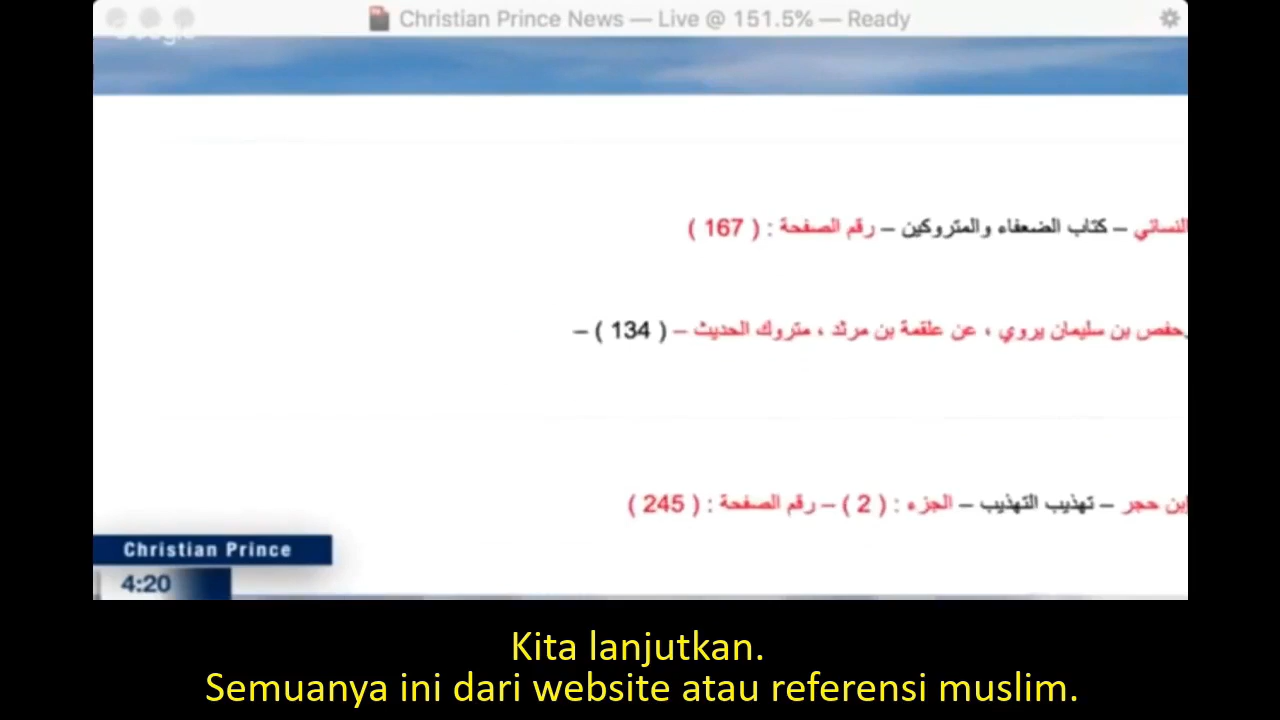 Christian Prince News — Live @ 151.5% — Ready
النسائي – كتاب الضعفاء والمتروكين – رقم الصفحة : ( 167 )
حفص بن سليمان يروي ، عن علقمة بن مرثد ، متروك الحديث – ( 134 ) –
إبن حجر – تهذيب التهذيب – الجزء : ( 2 ) – رقم الصفحة : ( 245 )
Christian Prince
4:20
Kita lanjutkan.
Semuanya ini dari website atau referensi muslim.